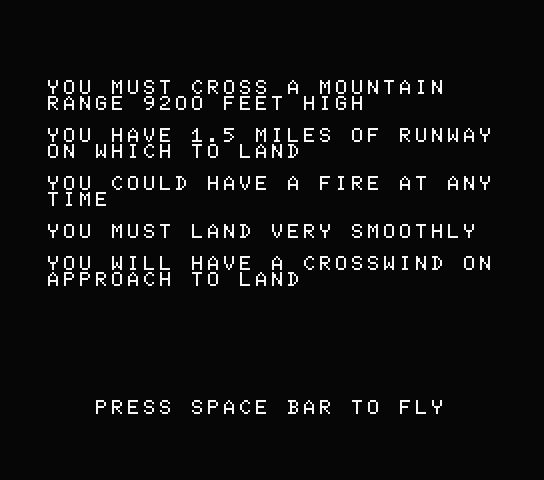 YOU MUST CROSS A MOUNTAIN
RANGE 9200 FEET HIGH
YOU HAVE 1.5 MILES OF RUNWAY
ON WHICH TO LAND
YOU COULD HAVE A FIRE AT ANY
TIME
YOU MUST LAND VERY SMOOTHLY
YOU WILL HAVE A CROSSWIND ON
APPROACH TO LAND
PRESS SPACE BAR TO FLY